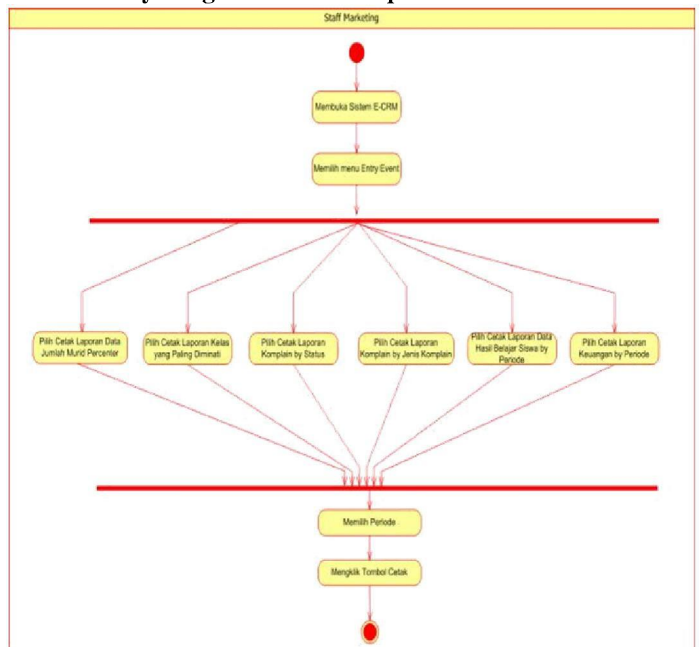 Staff Marketing
Membuka Sistem E-CRM
Memilih menu Entry Event
Pilih Cetak Laporan Data
Jumlah Murid Percenter
Pilih Cetak Laporan Kelas
yang Paling Diminati
Pilih Cetak Laporan
Komplain by Status
Pilih Cetak Laporan
Komplain by Jenis Komplain
Pilih Cetak Laporan Data
Hasil Belajar Siswa by
Periode
Pilih Cetak Laporan
Keuangan by Periode
Memilih Periode
Mengklik Tombol Cetak